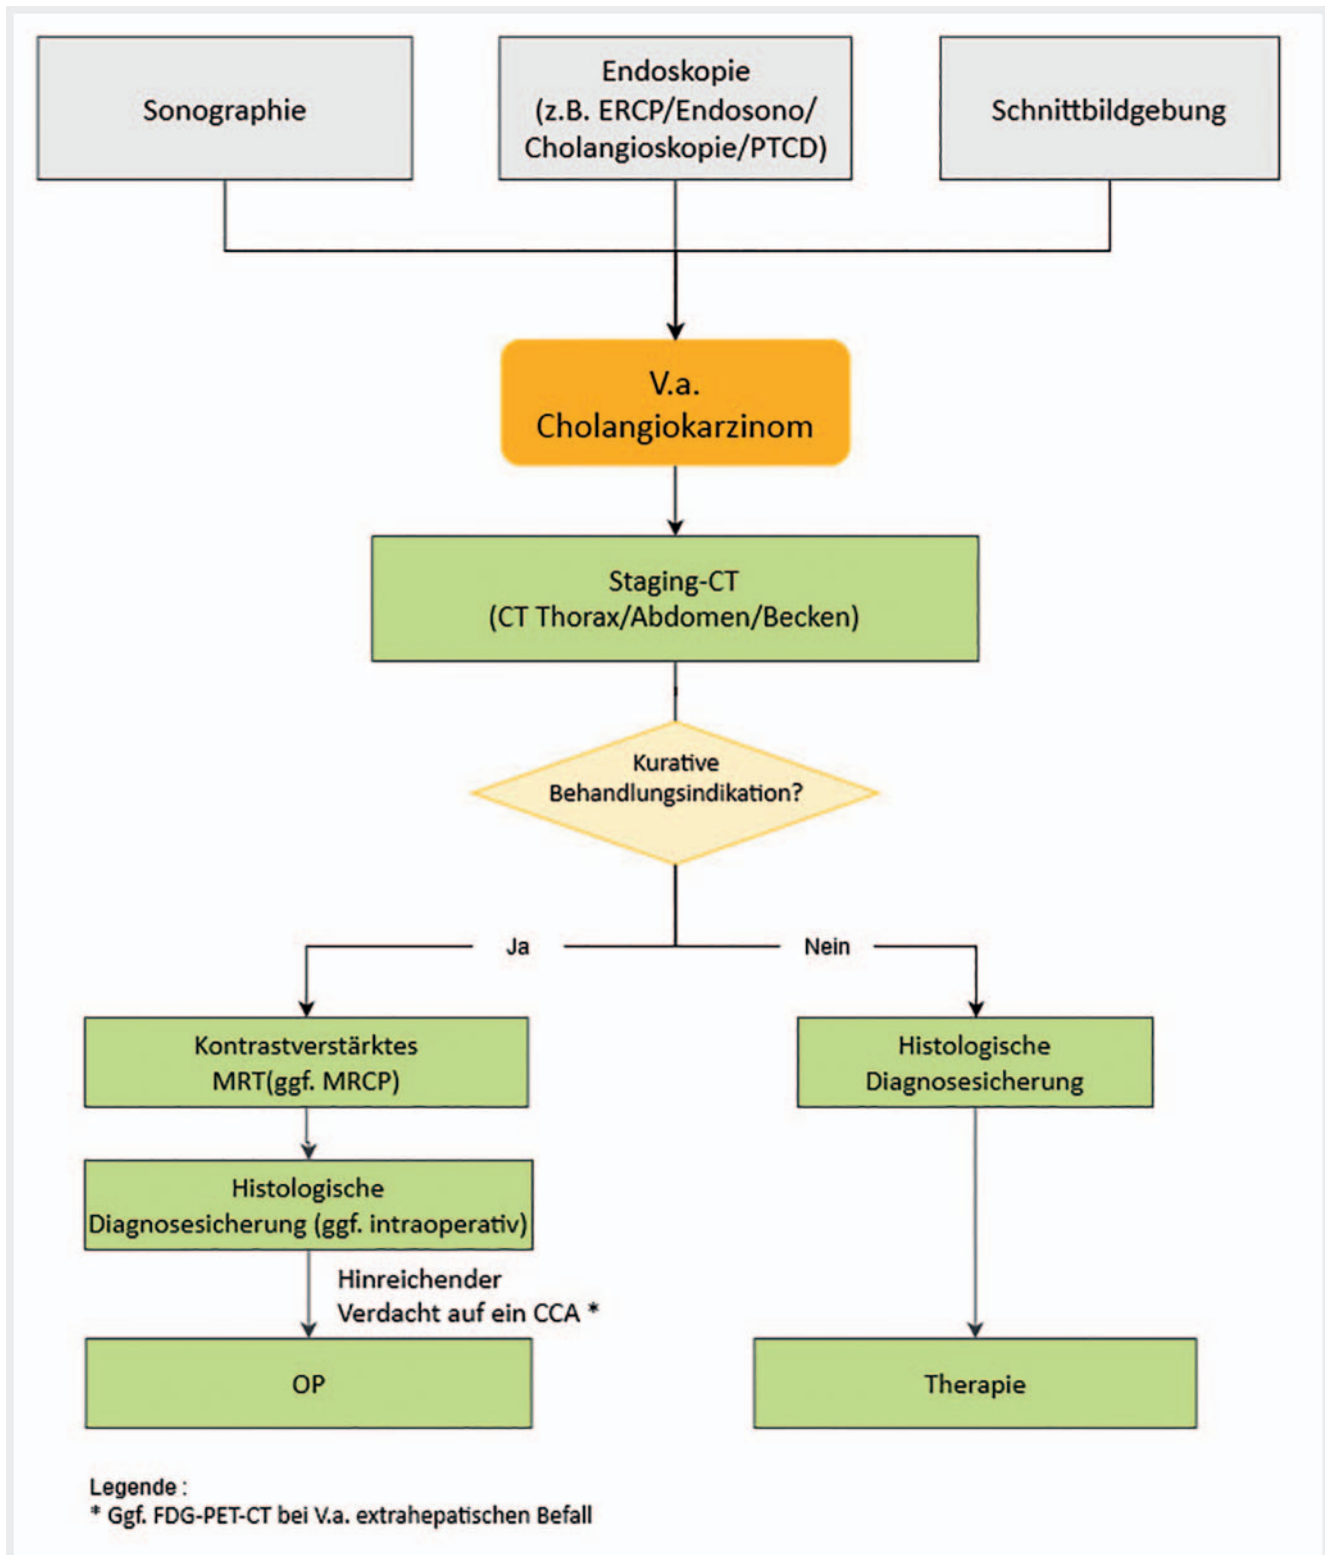 Sonographie
Endoskopie
(z.B. ERCP/Endosono/
Cholangioskopie/PTCD)
Schnittbildgebung
V.a.
Cholangiokarzinom
Staging-CT
(CT Thorax/Abdomen/Becken)
Kurative
Behandlungsindikation?
Ja
Nein
Kontrastverstärktes
MRT(ggf. MRCP)
Histologische
Diagnosesicherung
Histologische
Diagnosesicherung (ggf. intraoperativ)
Hinreichender
Verdacht auf ein CCA *
OP
Therapie
Legende :
* Ggf. FDG-PET-CT bei V.a. extrahepatischen Befall